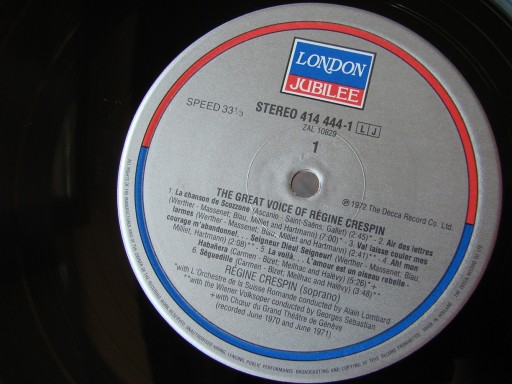 LONDON
JUBILEE
SPEED 33⅓
STEREO 414 444-1 LJ
ZAL 10829
1
℗ 1972 The Decca Record Co. Ltd.
THE GREAT VOICE OF RÉGINE CRESPIN
1. La chanson de Scozzone (Ascanio - Saint-Saëns, Gallet) (2:45)* - 2. Air des lettres
(Werther - Massenet, Blau, Milliet and Hartmann) (7:00)* - 3. Va! laisse couler mes
larmes (Werther - Massenet, Blau, Milliet and Hartmann) (2:41) - 4. Ah! mon
courage m'abandonne! - Seigneur Dieu! Seigneur! (Werther - Massenet, Blau,
Milliet, Hartmann) (2:08)** - 5. La voilà... L'amour est un oiseau rebelle -
Habañera (Carmen - Bizet, Meilhac and Halévy) (5:26)*+
6. Séguedille (Carmen - Bizet, Meilhac and Halévy) (3:48)**
RÉGINE CRESPIN (soprano)
*with L'Orchestre de la Suisse Romande conducted by Alain Lombard
**with the Wiener Volksoper conducted by Georges Sébastian
+with Chœur du Grand Théâtre de Genève
(recorded June 1970 and June 1971)